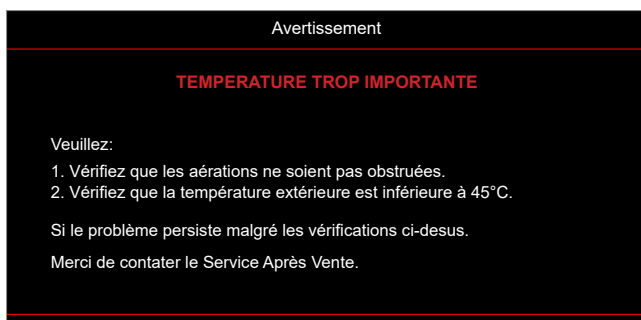 Avertissement
TEMPERATURE TROP IMPORTANTE
Veuillez:
1. Vérifiez que les aérations ne soient pas obstruées.
2. Vérifiez que la température extérieure est inférieure à 45°C.
Si le problème persiste malgré les vérifications ci-desus.
Merci de contater le Service Après Vente.